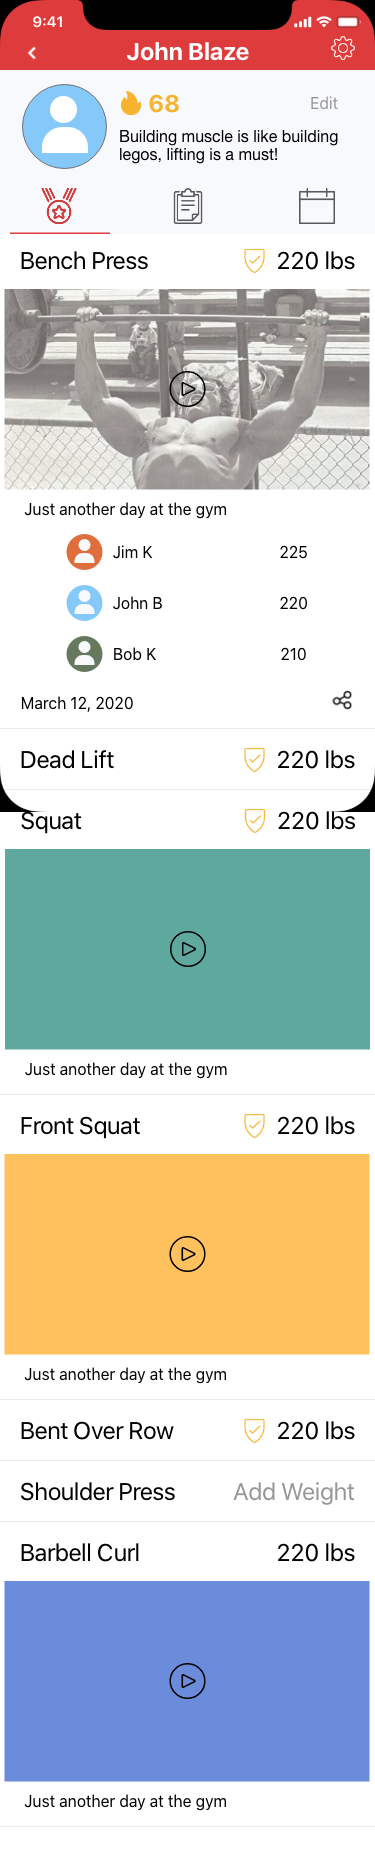 9:41
John Blaze
68
Edit
Building muscle is like building
legos, lifting is a must!
Bench Press 220 lbs
Just another day at the gym
Jim K 225
John B 220
Bob K 210
March 12, 2020
Dead Lift 220 lbs
Squat 220 lbs
Just another day at the gym
Front Squat 220 lbs
Just another day at the gym
Bent Over Row 220 lbs
Shoulder Press Add Weight
Barbell Curl 220 lbs
Just another day at the gym